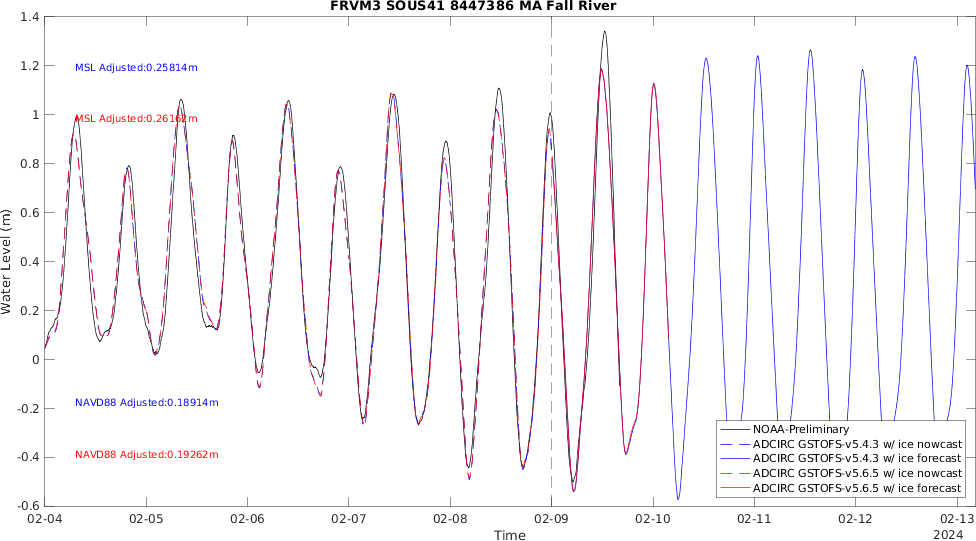 FRVM3 SOUS41 8447386 MA Fall River
1.4
1.2
1
0.8
0.6
0.4
0.2
0
-0.2
-0.4
-0.6
Water Level (m)
MSL Adjusted:0.25814m
MSL Adjusted:0.26162m
NAVD88 Adjusted:0.18914m
NAVD88 Adjusted:0.19262m
NOAA-Preliminary
ADCIRC GSTOFS-v5.4.3 w/ ice nowcast
ADCIRC GSTOFS-v5.4.3 w/ ice forecast
ADCIRC GSTOFS-v5.6.5 w/ ice nowcast
ADCIRC GSTOFS-v5.6.5 w/ ice forecast
02-04 02-05 02-06 02-07 02-08 02-09 02-10 02-11 02-12 02-13
Time
2024